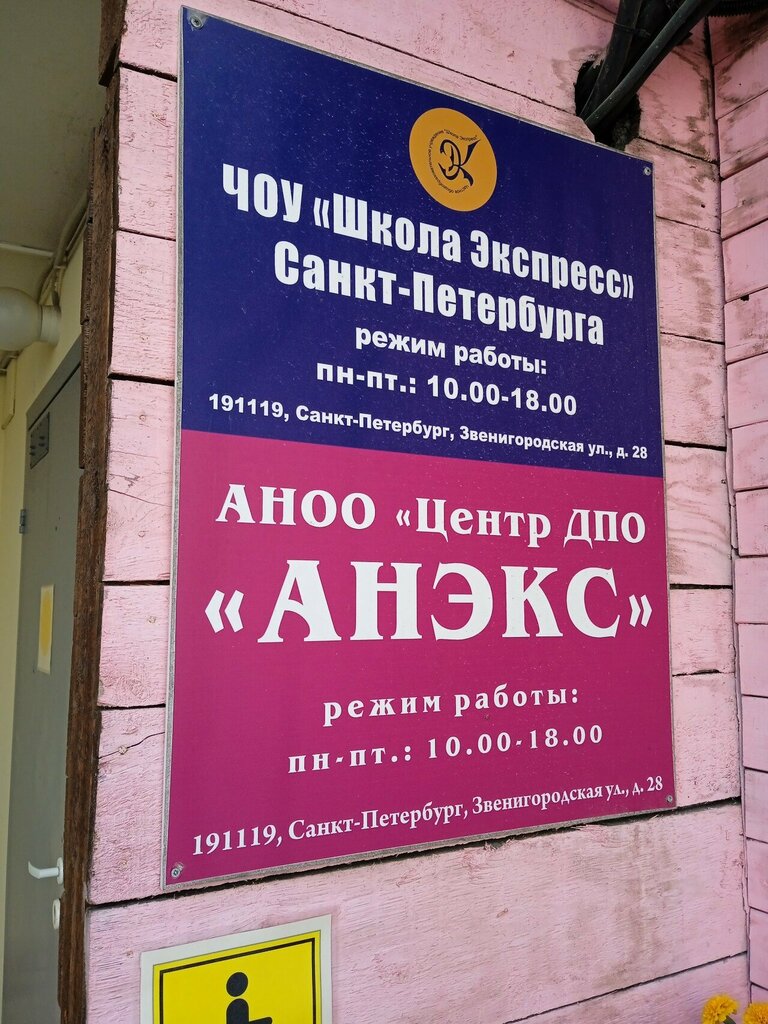 ЧОУ «Школа Экспресс»
Санкт-Петербурга
режим работы:
пн-пт.: 10.00-18.00
191119, Санкт-Петербург, Звенигородская ул., д. 28
АНОО «Центр ДПО
«АНЭКС»
режим работы:
пн-пт.: 10.00-18.00
191119, Санкт-Петербург, Звенигородская ул., д. 28